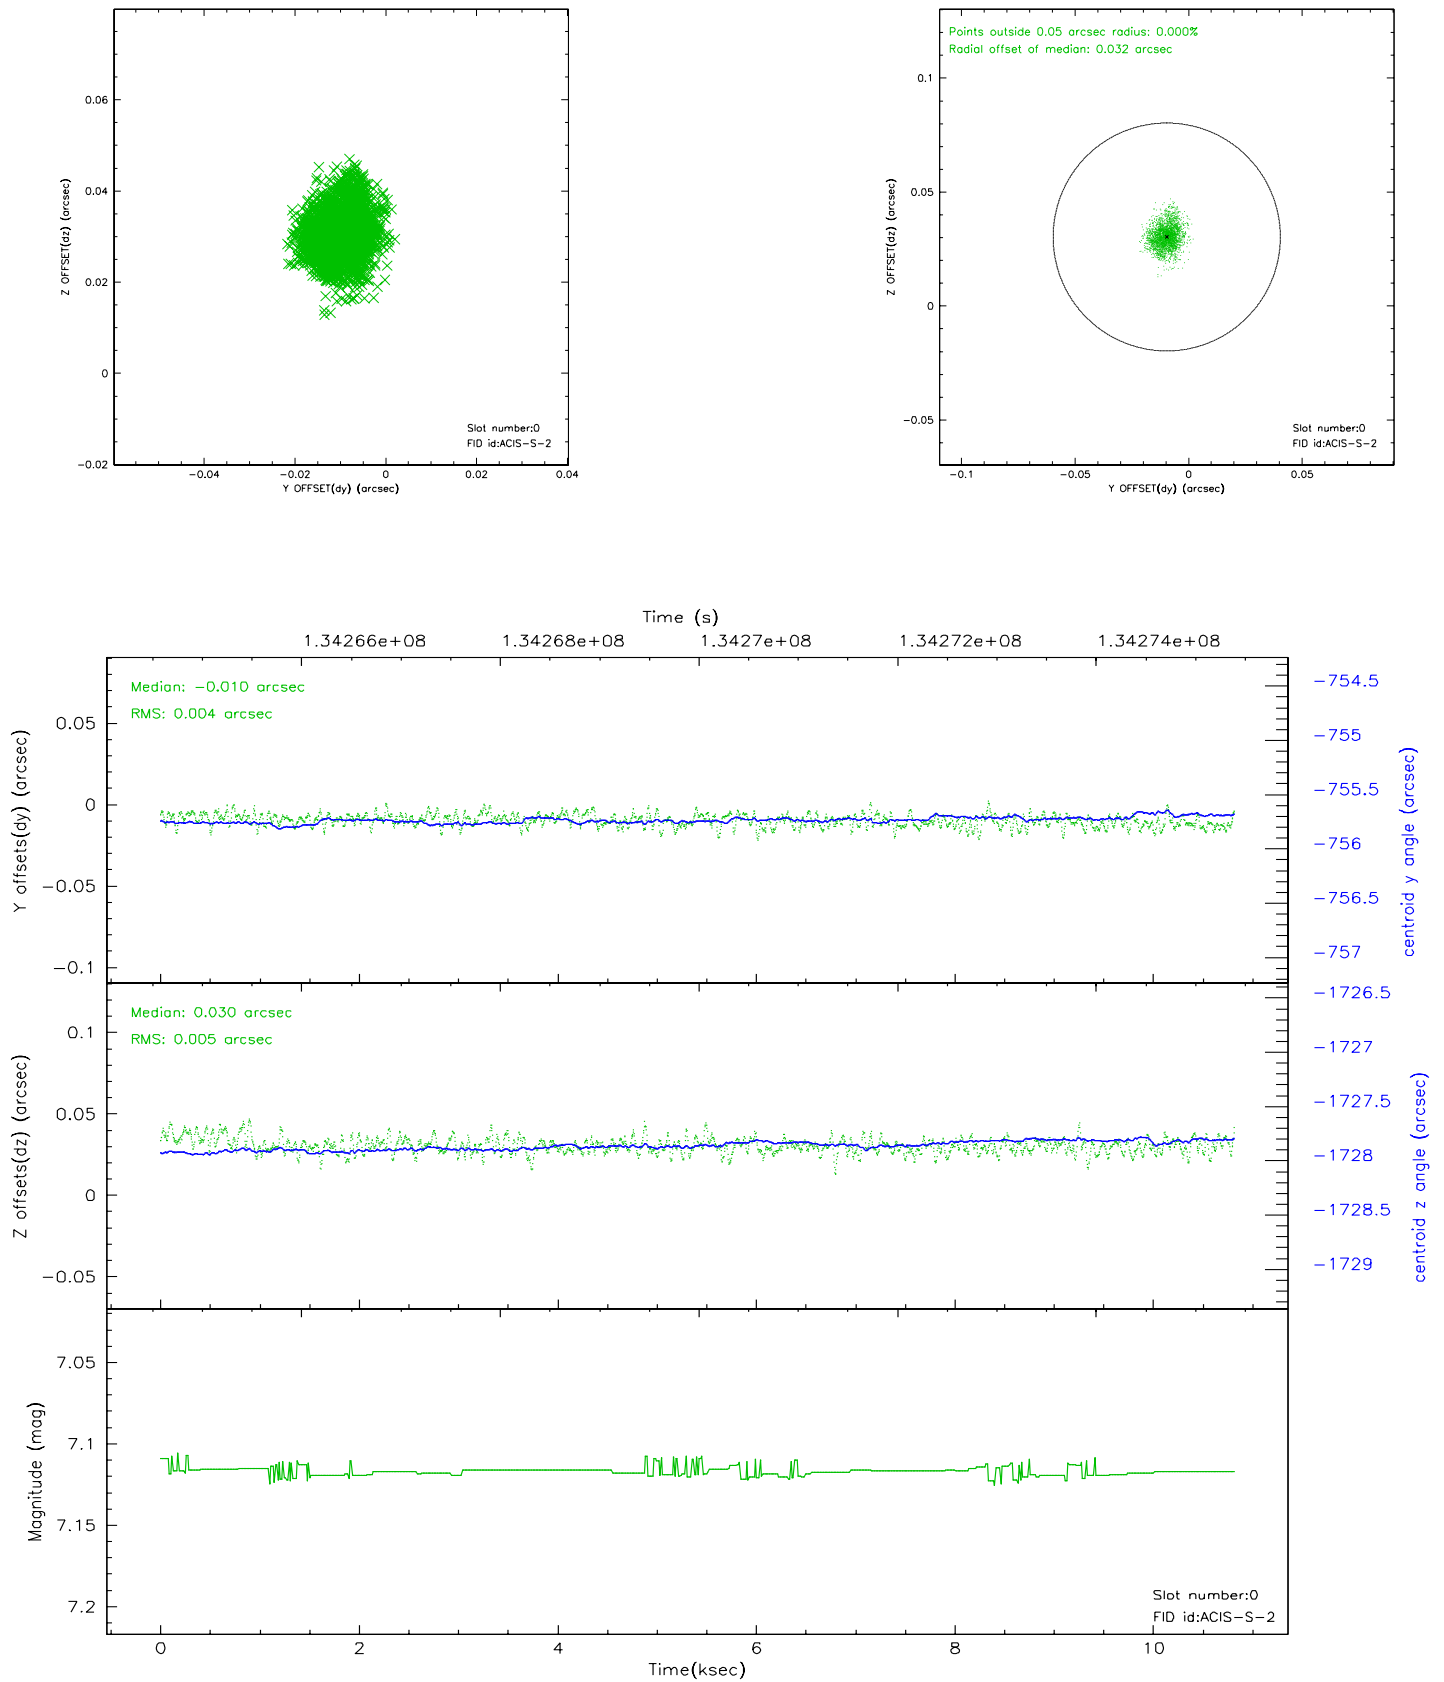 0.06
0.04
0.02
0
-0.02
Z OFFSET(dz) (arcsec)
-0.04
-0.02
0
0.02
0.04
Y OFFSET(dy) (arcsec)
Slot number:0
FID id:ACIS-S-2
Points outside 0.05 arcsec radius: 0.000%
Radial offset of median: 0.032 arcsec
0.1
0.05
0
-0.05
Z OFFSET(dz) (arcsec)
-0.1
-0.05
0
0.05
Y OFFSET(dy) (arcsec)
Slot number:0
FID id:ACIS-S-2
Time (s)
1.34266e+08
1.34268e+08
1.3427e+08
1.34272e+08
1.34274e+08
Median: -0.010 arcsec
RMS: 0.004 arcsec
0.05
0
-0.05
-0.1
Y offsets(dy) (arcsec)
-754.5
-755
-755.5
-756
-756.5
-757
centroid y angle (arcsec)
Median: 0.030 arcsec
RMS: 0.005 arcsec
0.1
0.05
0
-0.05
Z offsets(dz) (arcsec)
-1726.5
-1727
-1727.5
-1728
-1728.5
-1729
centroid z angle (arcsec)
7.05
7.1
7.15
7.2
Magnitude (mag)
Slot number:0
FID id:ACIS-S-2
0
2
4
6
8
10
Time(ksec)